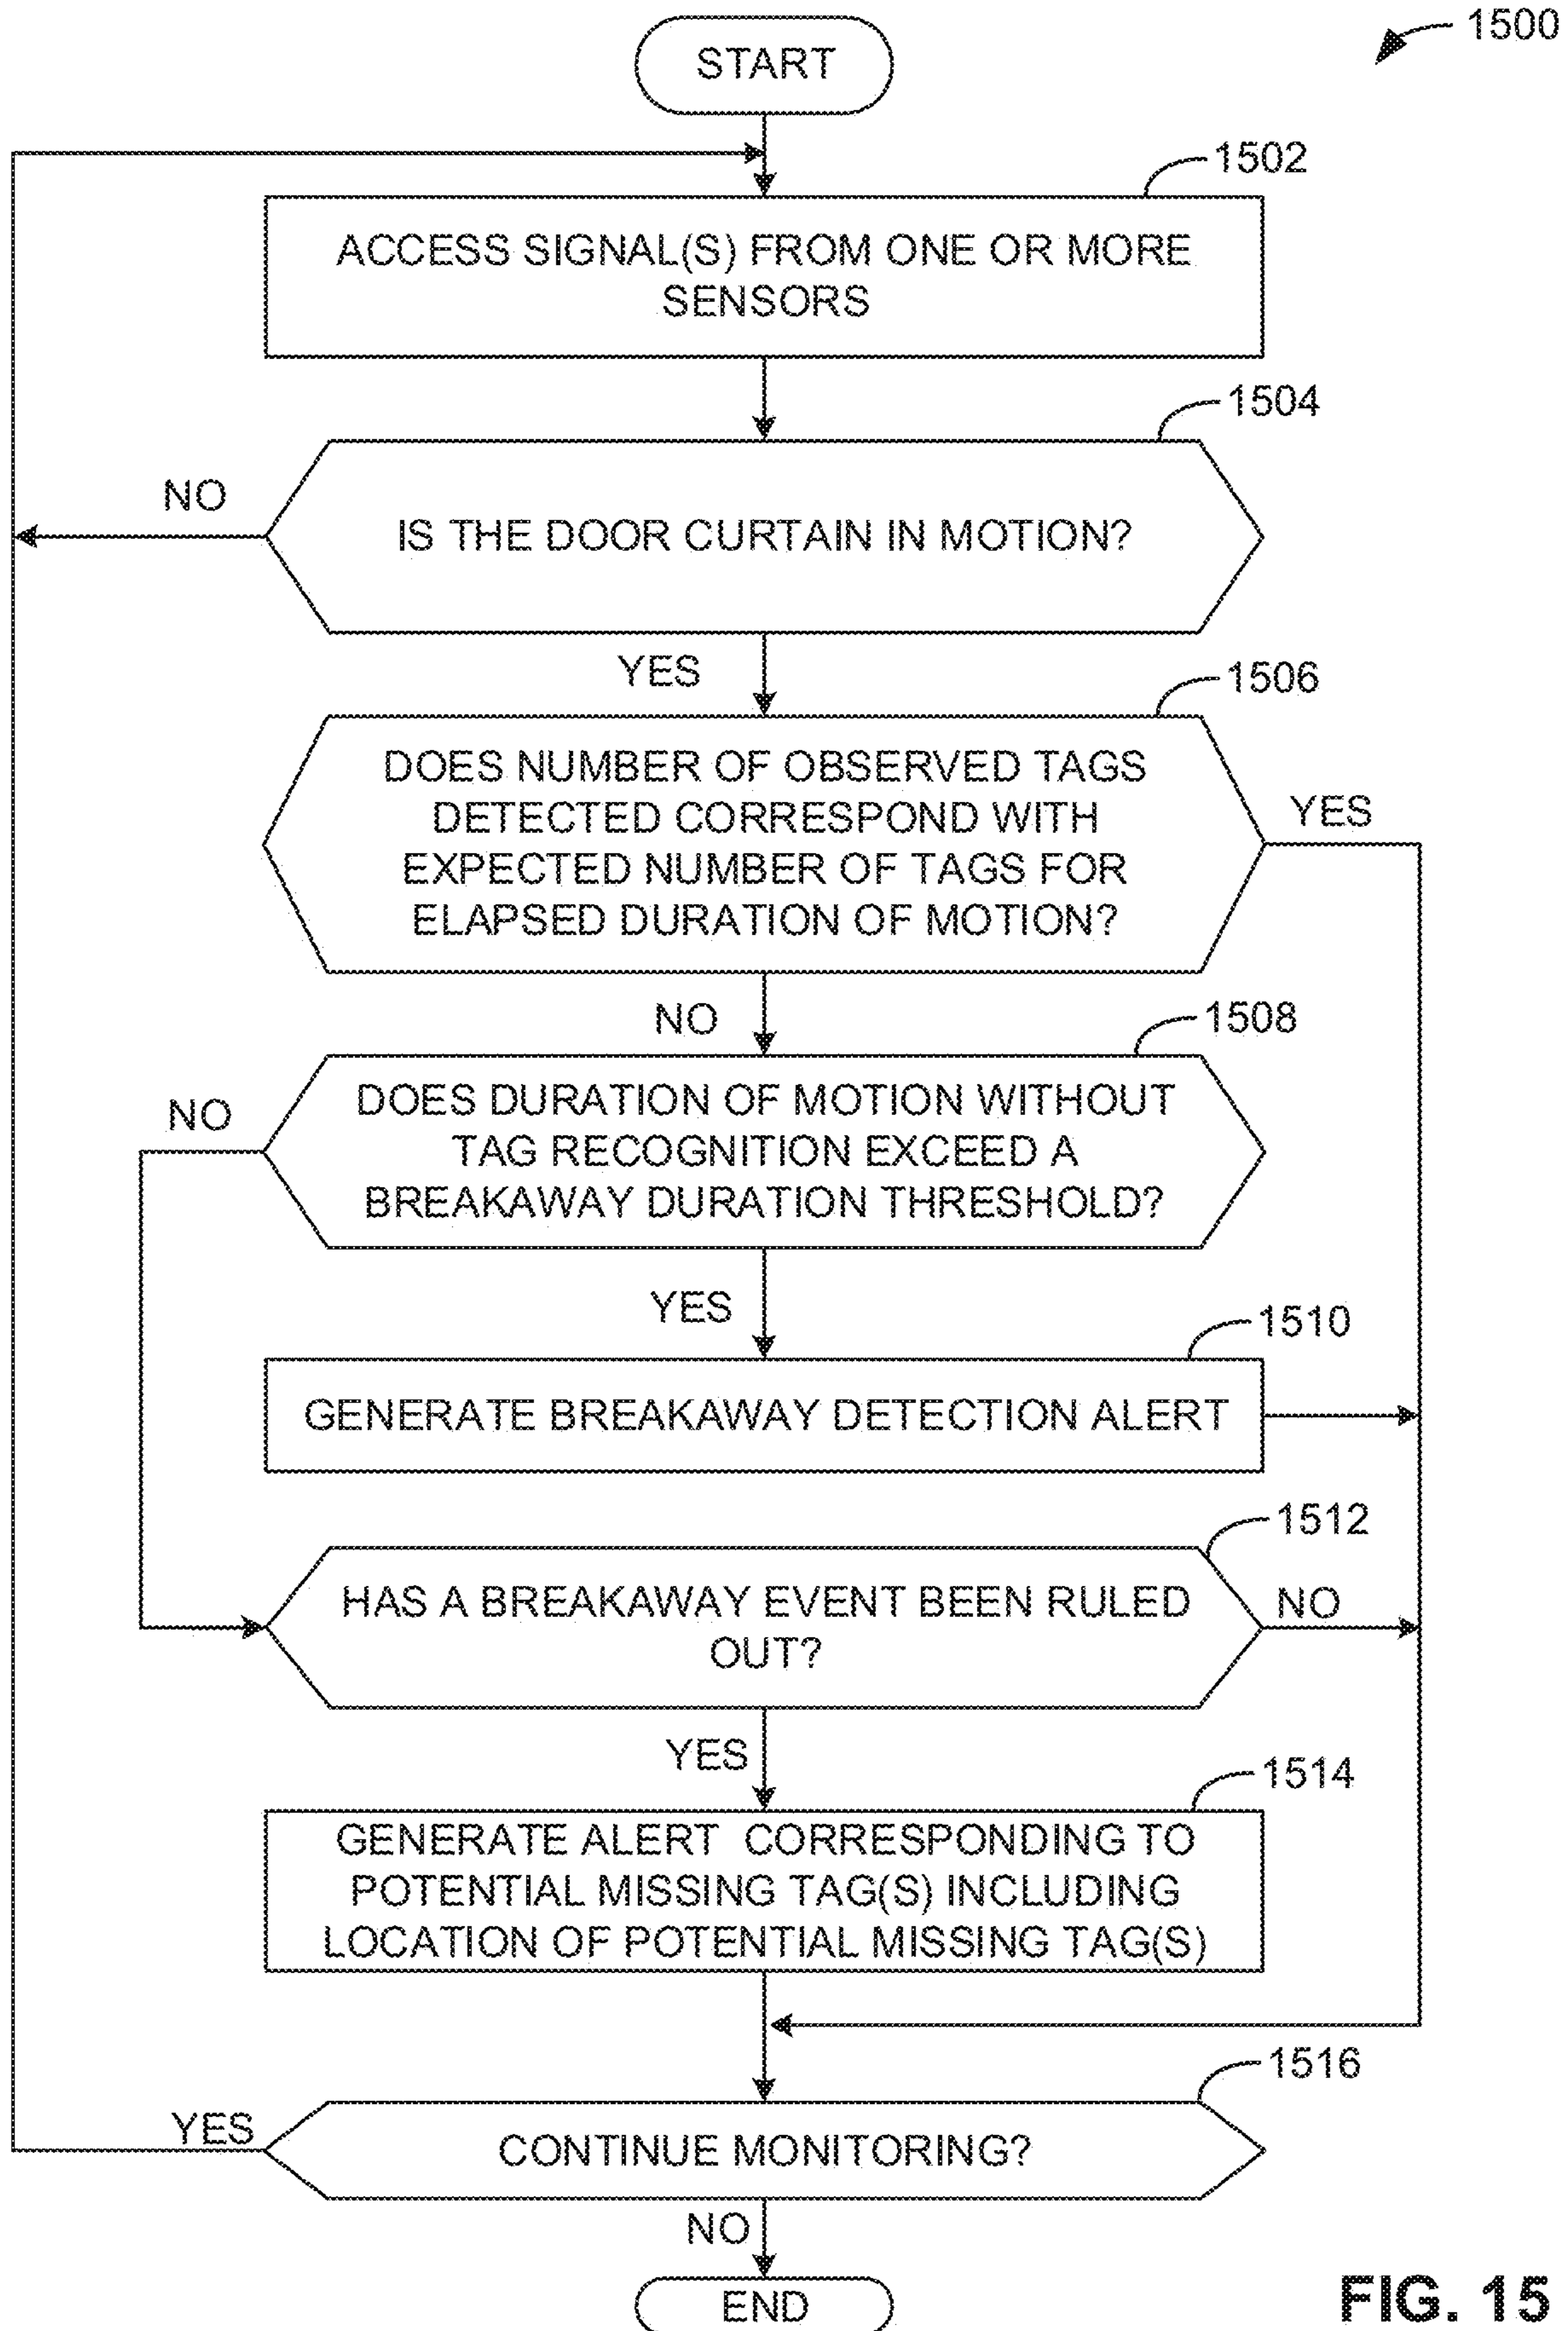 1500
START
1502
ACCESS SIGNAL(S) FROM ONE OR MORE
SENSORS
1504
NO
IS THE DOOR CURTAIN IN MOTION?
YES
1506
DOES NUMBER OF OBSERVED TAGS
DETECTED CORRESPOND WITH
EXPECTED NUMBER OF TAGS FOR
ELAPSED DURATION OF MOTION?
YES
NO
1508
NO
DOES DURATION OF MOTION WITHOUT
TAG RECOGNITION EXCEED A
BREAKAWAY DURATION THRESHOLD?
YES
1510
GENERATE BREAKAWAY DETECTION ALERT
1512
HAS A BREAKAWAY EVENT BEEN RULED
OUT?
NO
YES
1514
GENERATE ALERT CORRESPONDING TO
POTENTIAL MISSING TAG(S) INCLUDING
LOCATION OF POTENTIAL MISSING TAG(S)
1516
YES
CONTINUE MONITORING?
NO
END
FIG. 15